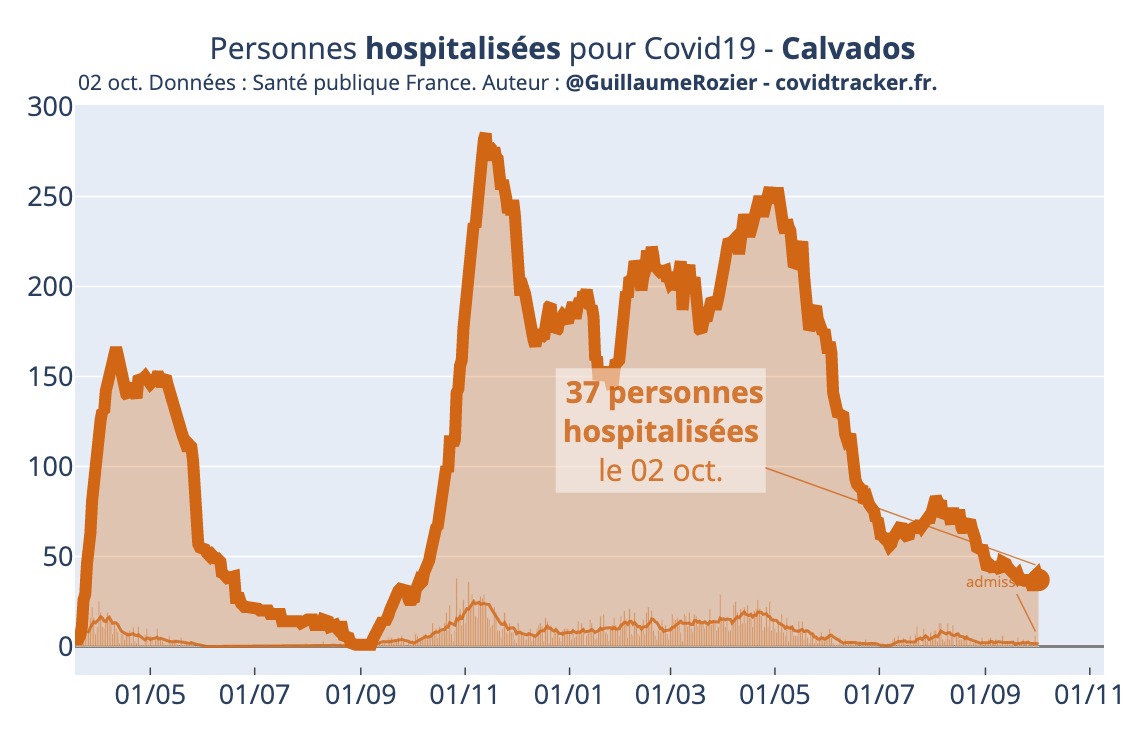 Personnes hospitalisées pour Covid19 - Calvados
02 oct. Données : Santé publique France. Auteur : @GuillaumeRozier - covidtracker.fr.
300
250
200
150
100
50
0
37 personnes
hospitalisées
le 02 oct.
01/05 01/07 01/09 01/11 01/01 01/03 01/05 01/07 01/09 01/11